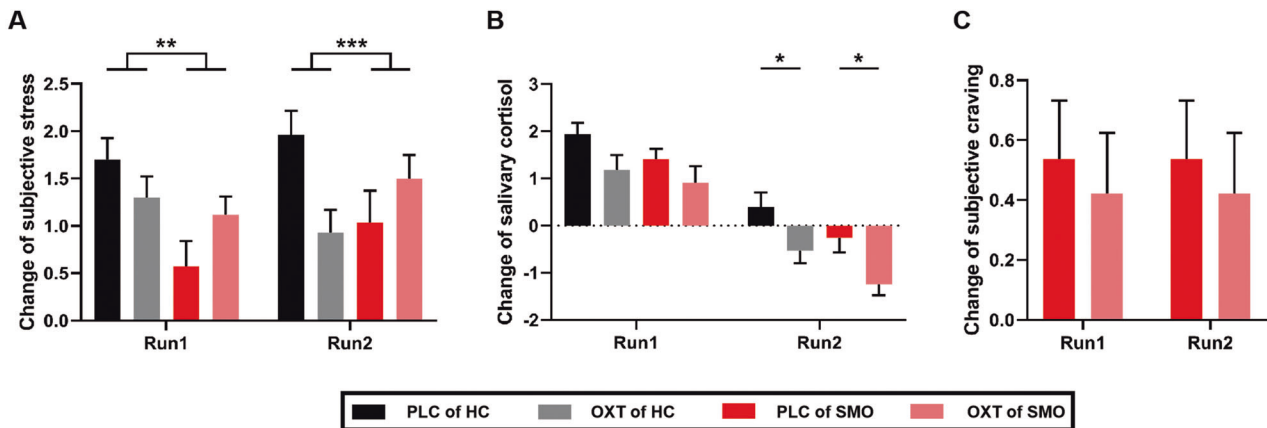 A
Change of subjective stress
2.5
2.0
1.5
1.0
0.5
0.0
**
***
Run1
Run2
B
Change of salivary cortisol
3
2
1
0
-1
-2
*
*
Run1
Run2
C
Change of subjective craving
0.8
0.6
0.4
0.2
0.0
Run1
Run2
PLC of HC
OXT of HC
PLC of SMO
OXT of SMO